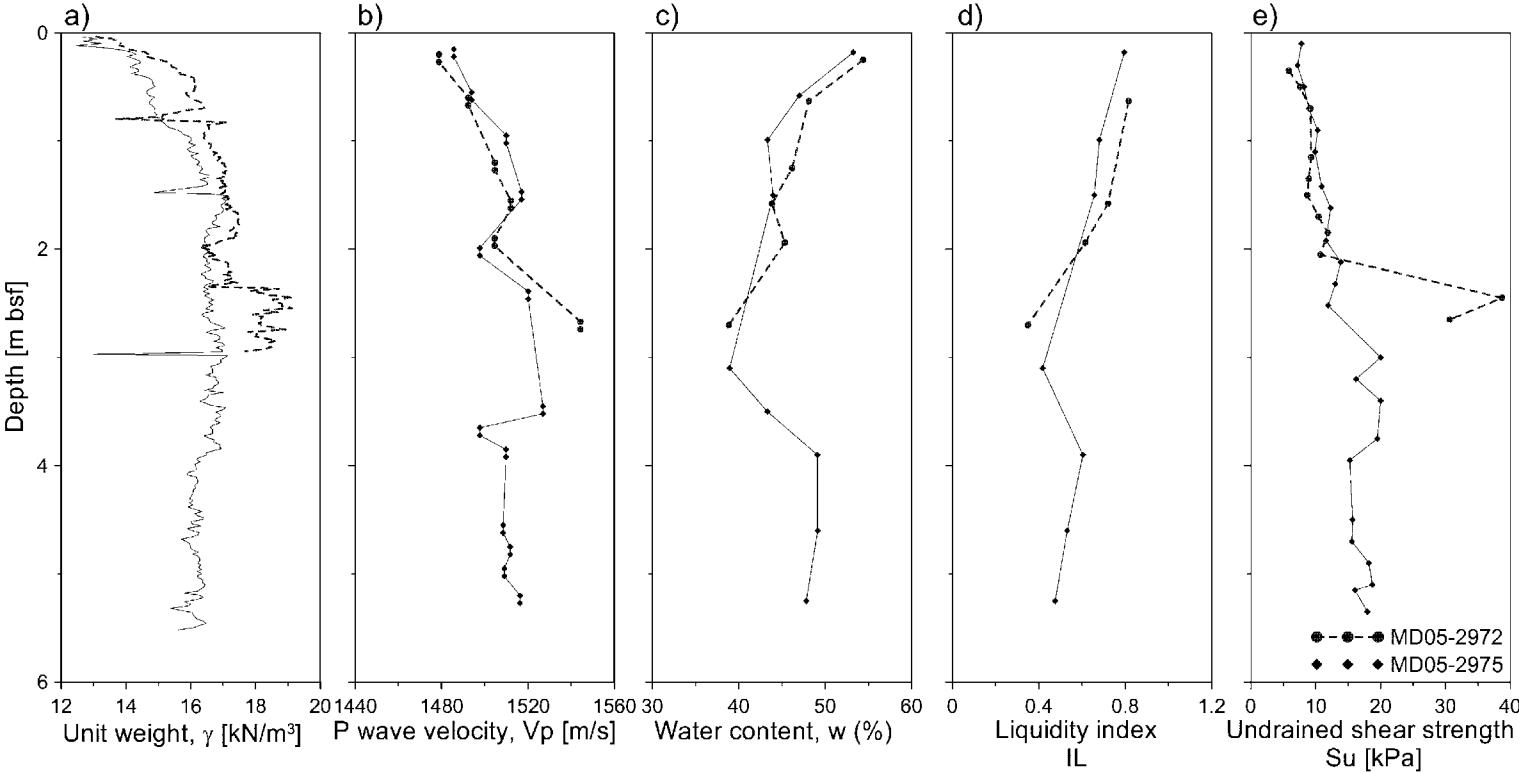 a)
b)
c)
d)
e)
0
2
4
6
Depth [m bsf]
12 14 16 18 20
1440 1480 1520 1560
30 40 50 60
0 0.4 0.8 1.2
0 10 20 30 40
Unit weight, γ [kN/m³]
P wave velocity, Vp [m/s]
Water content, w (%)
Liquidity index
IL
Undrained shear strength
Su [kPa]
MD05-2972
MD05-2975